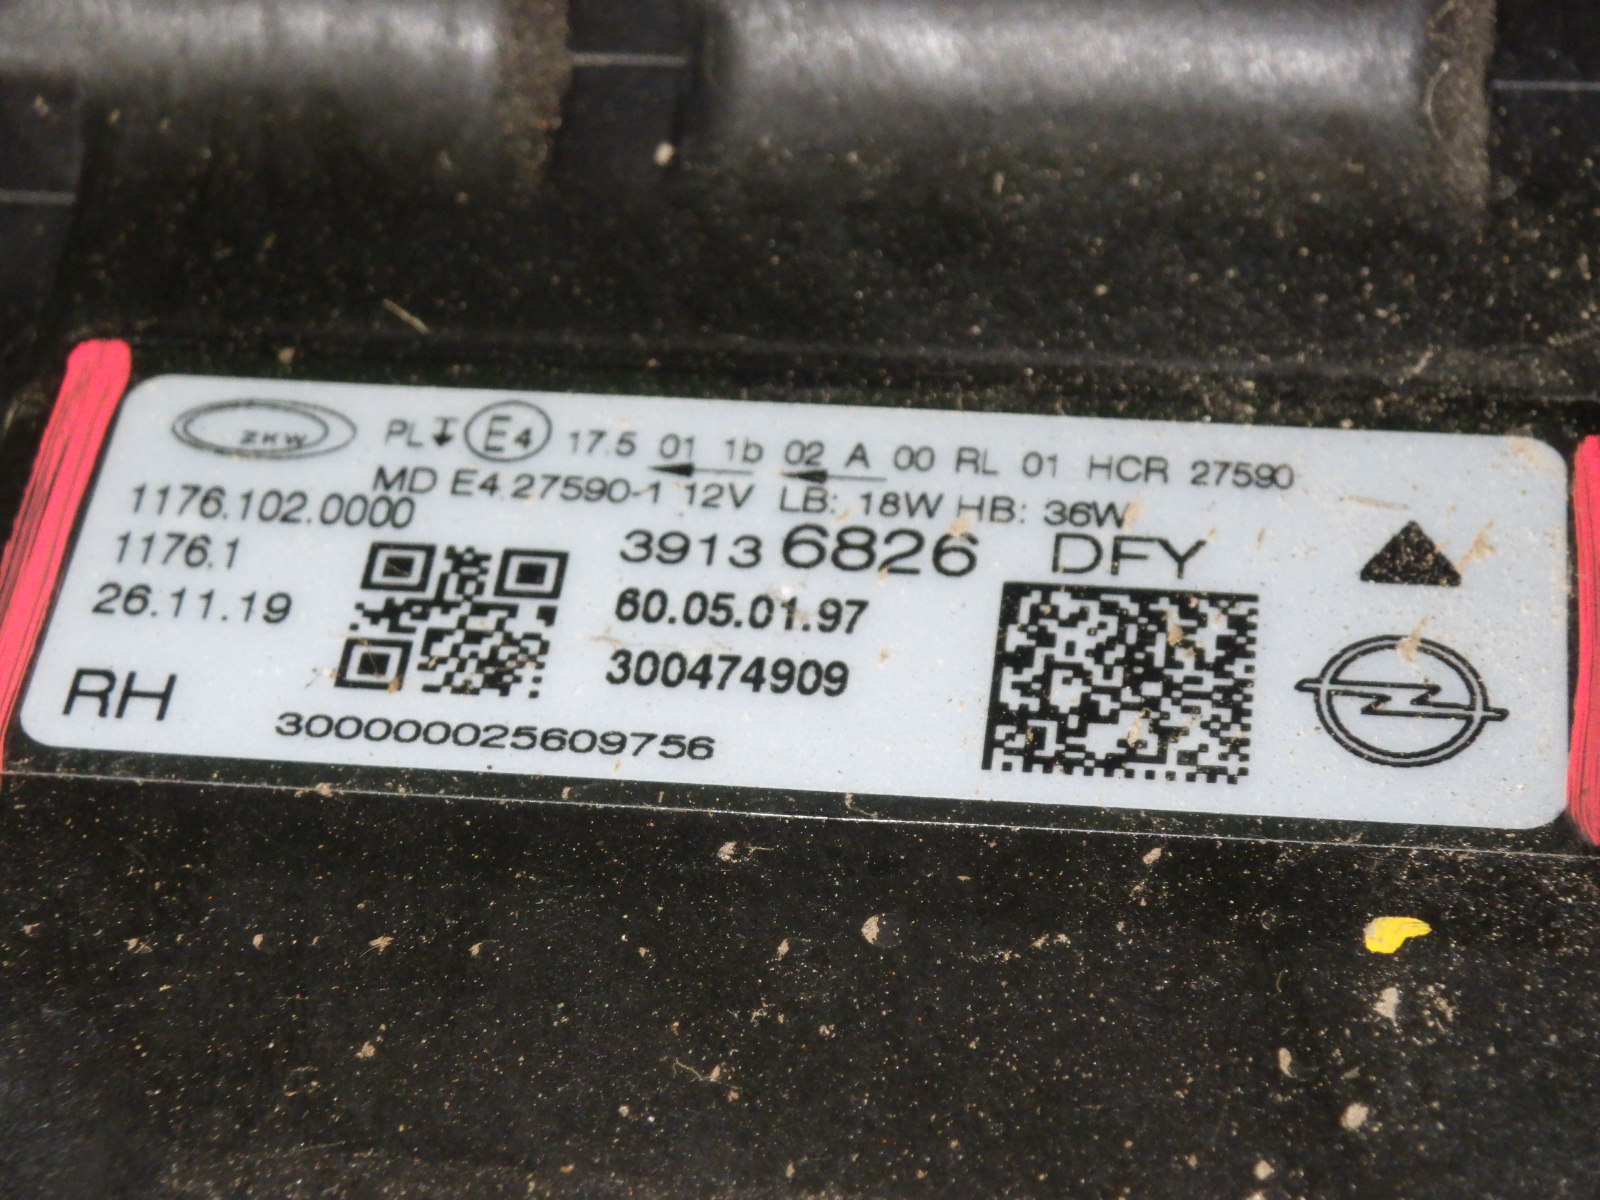 ZKW PL E4 17.5 01 1b 02 A 00 RL 01 HCR 27590
MD E4 27590-1 12V LB: 18W HB: 36W
1176.102.0000
1176.1
26.11.19
RH
39136826 DFY
60.05.01.97
300474909
300000025609756